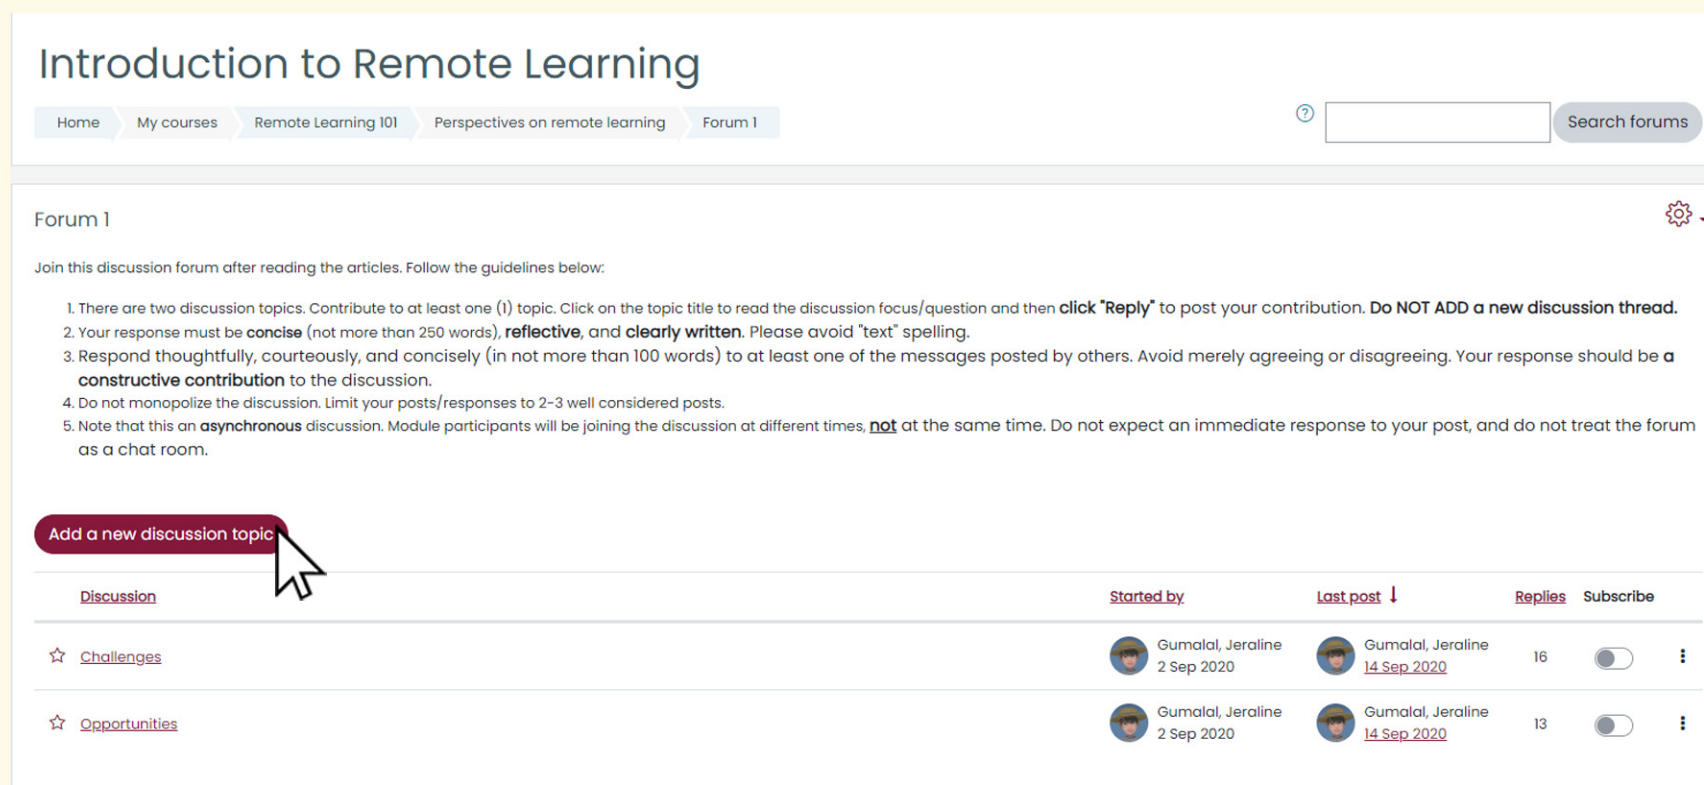 Introduction to Remote Learning
Home My courses Remote Learning 101 Perspectives on remote learning Forum 1
Search forums
Forum 1
Join this discussion forum after reading the articles. Follow the guidelines below:
1. There are two discussion topics. Contribute to at least one (1) topic. Click on the topic title to read the discussion focus/question and then click "Reply" to post your contribution. Do NOT ADD a new discussion thread.
2. Your response must be concise (not more than 250 words), reflective, and clearly written. Please avoid "text" spelling.
3. Respond thoughtfully, courteously, and concisely (in not more than 100 words) to at least one of the messages posted by others. Avoid merely agreeing or disagreeing. Your response should be a
constructive contribution to the discussion.
4. Do not monopolize the discussion. Limit your posts/responses to 2-3 well considered posts.
5. Note that this an asynchronous discussion. Module participants will be joining the discussion at different times, not at the same time. Do not expect an immediate response to your post, and do not treat the forum
as a chat room.
Add a new discussion topic
Discussion Started by Last post Replies Subscribe
Challenges Gumalal, Jeraline Gumalal, Jeraline 16
2 Sep 2020 14 Sep 2020
Opportunities Gumalal, Jeraline Gumalal, Jeraline 13
2 Sep 2020 14 Sep 2020